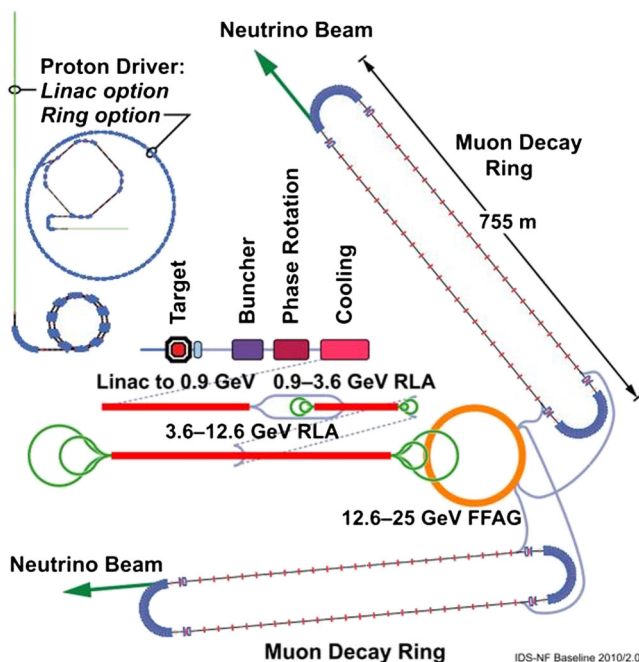 Neutrino Beam
Proton Driver:
Linac option
Ring option
Muon Decay
Ring
755 m
Target
Buncher
Phase Rotation
Cooling
Linac to 0.9 GeV
0.9–3.6 GeV RLA
3.6–12.6 GeV RLA
12.6–25 GeV FFAG
Neutrino Beam
Muon Decay Ring
IDS-NF Baseline 2010/2.0